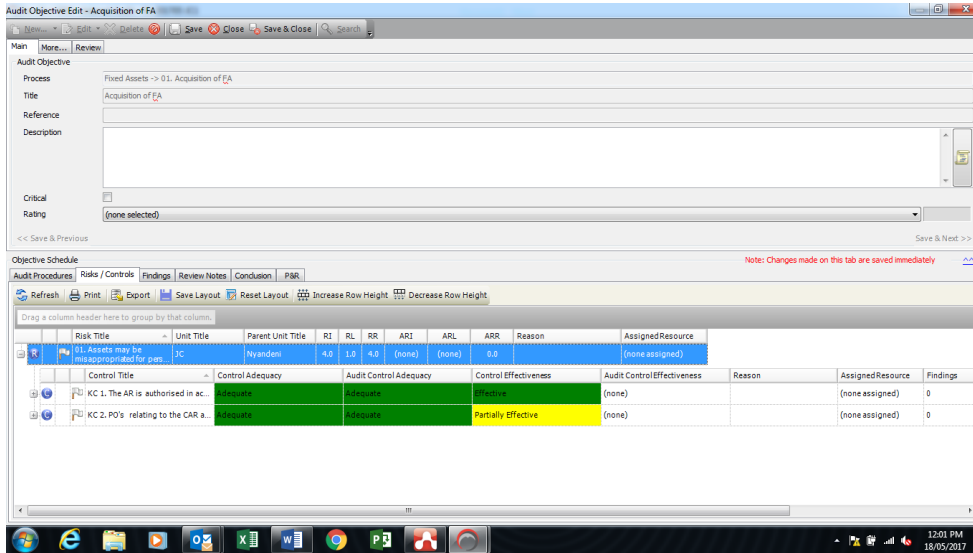 Audit Objective Edit - Acquisition of FA
New... Edit Delete Save Close Save & Close Search
Main More... Review
Audit Objective
Process Fixed Assets -> 01. Acquisition of FA
Title Acquisition of FA
Reference
Description
Critical
Rating (none selected)
<< Save & Previous Save & Next >>
Objective Schedule Note: Changes made on this tab are saved immediately
Audit Procedures Risks / Controls Findings Review Notes Conclusion P&R
Refresh Print Export Save Layout Reset Layout Increase Row Height Decrease Row Height
Drag a column header here to group by that column.
Risk Title Unit Title Parent Unit Title RI RL RR ARI ARL ARR Reason Assigned Resource
R 01. Assets may be misappropriated for pers... JC Nyandeni 4.0 1.0 4.0 (none) (none) 0.0 (none assigned)
Control Title Control Adequacy Audit Control Adequacy Control Effectiveness Audit Control Effectiveness Reason Assigned Resource Findings
C KC 1. The AR is authorised in ac... Adequate Adequate Effective (none) (none assigned) 0
C KC 2. PO's relating to the CAR a... Adequate Adequate Partially Effective (none) (none assigned) 0
12:01 PM
18/05/2017